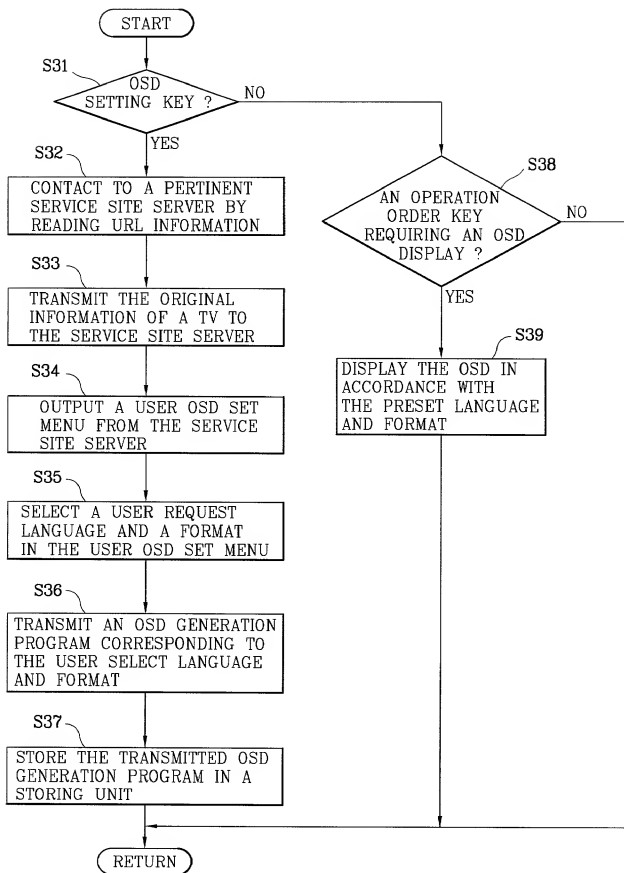 START
S31
OSD
SETTING KEY ?
NO
YES
S32
CONTACT TO A PERTINENT
SERVICE SITE SERVER BY
READING URL INFORMATION
S33
TRANSMIT THE ORIGINAL
INFORMATION OF A TV TO
THE SERVICE SITE SERVER
S34
OUTPUT A USER OSD SET
MENU FROM THE SERVICE
SITE SERVER
S35
SELECT A USER REQUEST
LANGUAGE AND A FORMAT
IN THE USER OSD SET MENU
S36
TRANSMIT AN OSD GENERATION
PROGRAM CORRESPONDING TO
THE USER SELECT LANGUAGE
AND FORMAT
S37
STORE THE TRANSMITTED OSD
GENERATION PROGRAM IN A
STORING UNIT
RETURN
S38
AN OPERATION
ORDER KEY
REQUIRING AN OSD
DISPLAY ?
NO
YES
S39
DISPLAY THE OSD IN
ACCORDANCE WITH
THE PRESET LANGUAGE
AND FORMAT